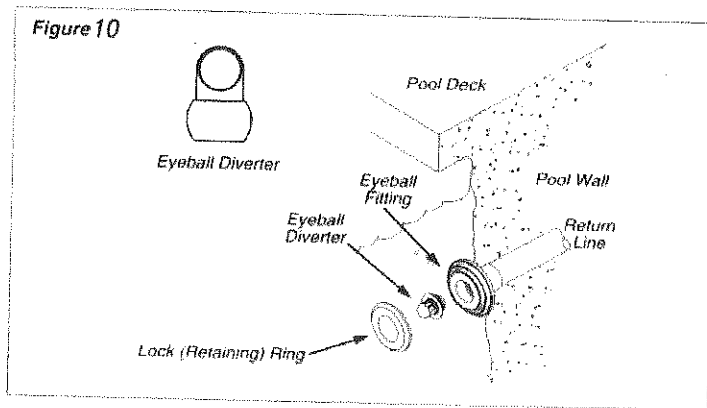 Figure 10
Eyeball Diverter
Pool Deck
Pool Wall
Eyeball
Fitting
Eyeball
Diverter
Return
Line
Lock (Retaining) Ring